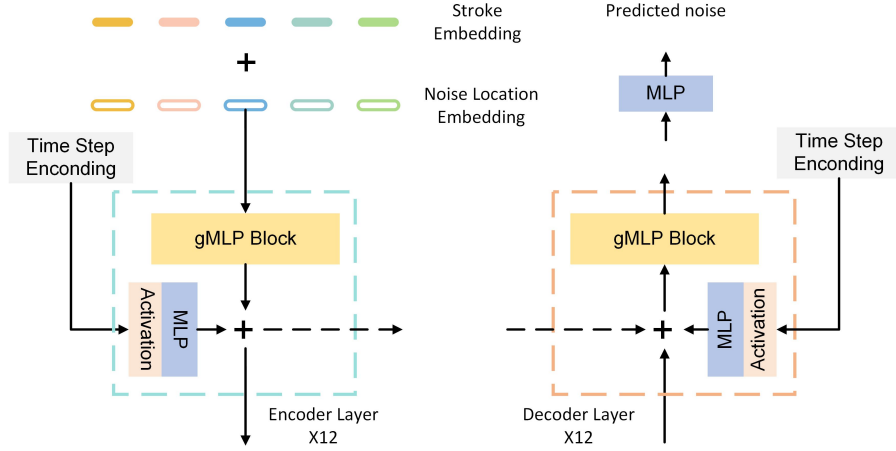 Stroke
Embedding
Predicted noise
Noise Location
Embedding
MLP
Time Step
Enconding
Time Step
Enconding
gMLP Block
gMLP Block
Activation
MLP
MLP
Activation
Encoder Layer
X12
Decoder Layer
X12